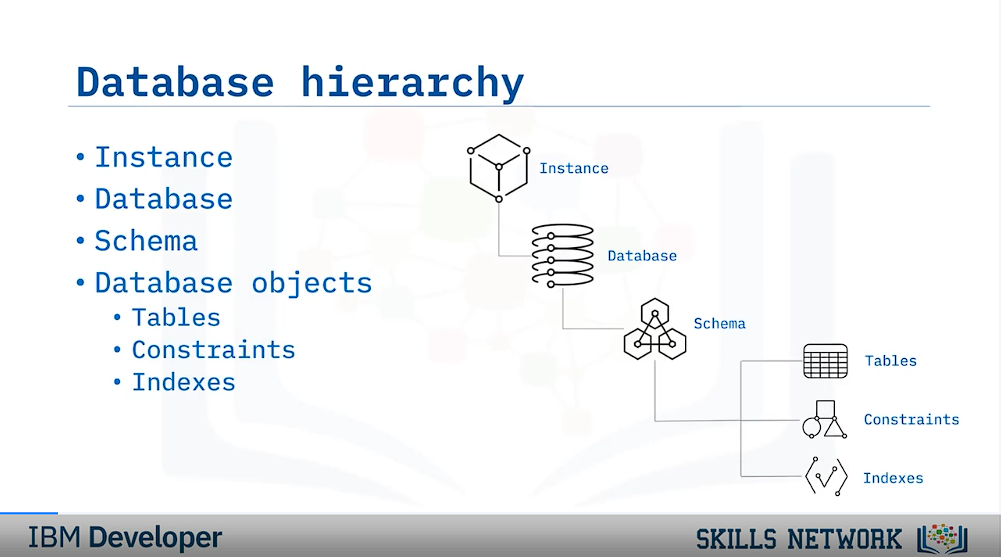 Database hierarchy
• Instance
• Database
• Schema
• Database objects
• Tables
• Constraints
• Indexes
Instance
Database
Schema
Tables
Constraints
Indexes
IBM Developer
SKILLS NETWORK